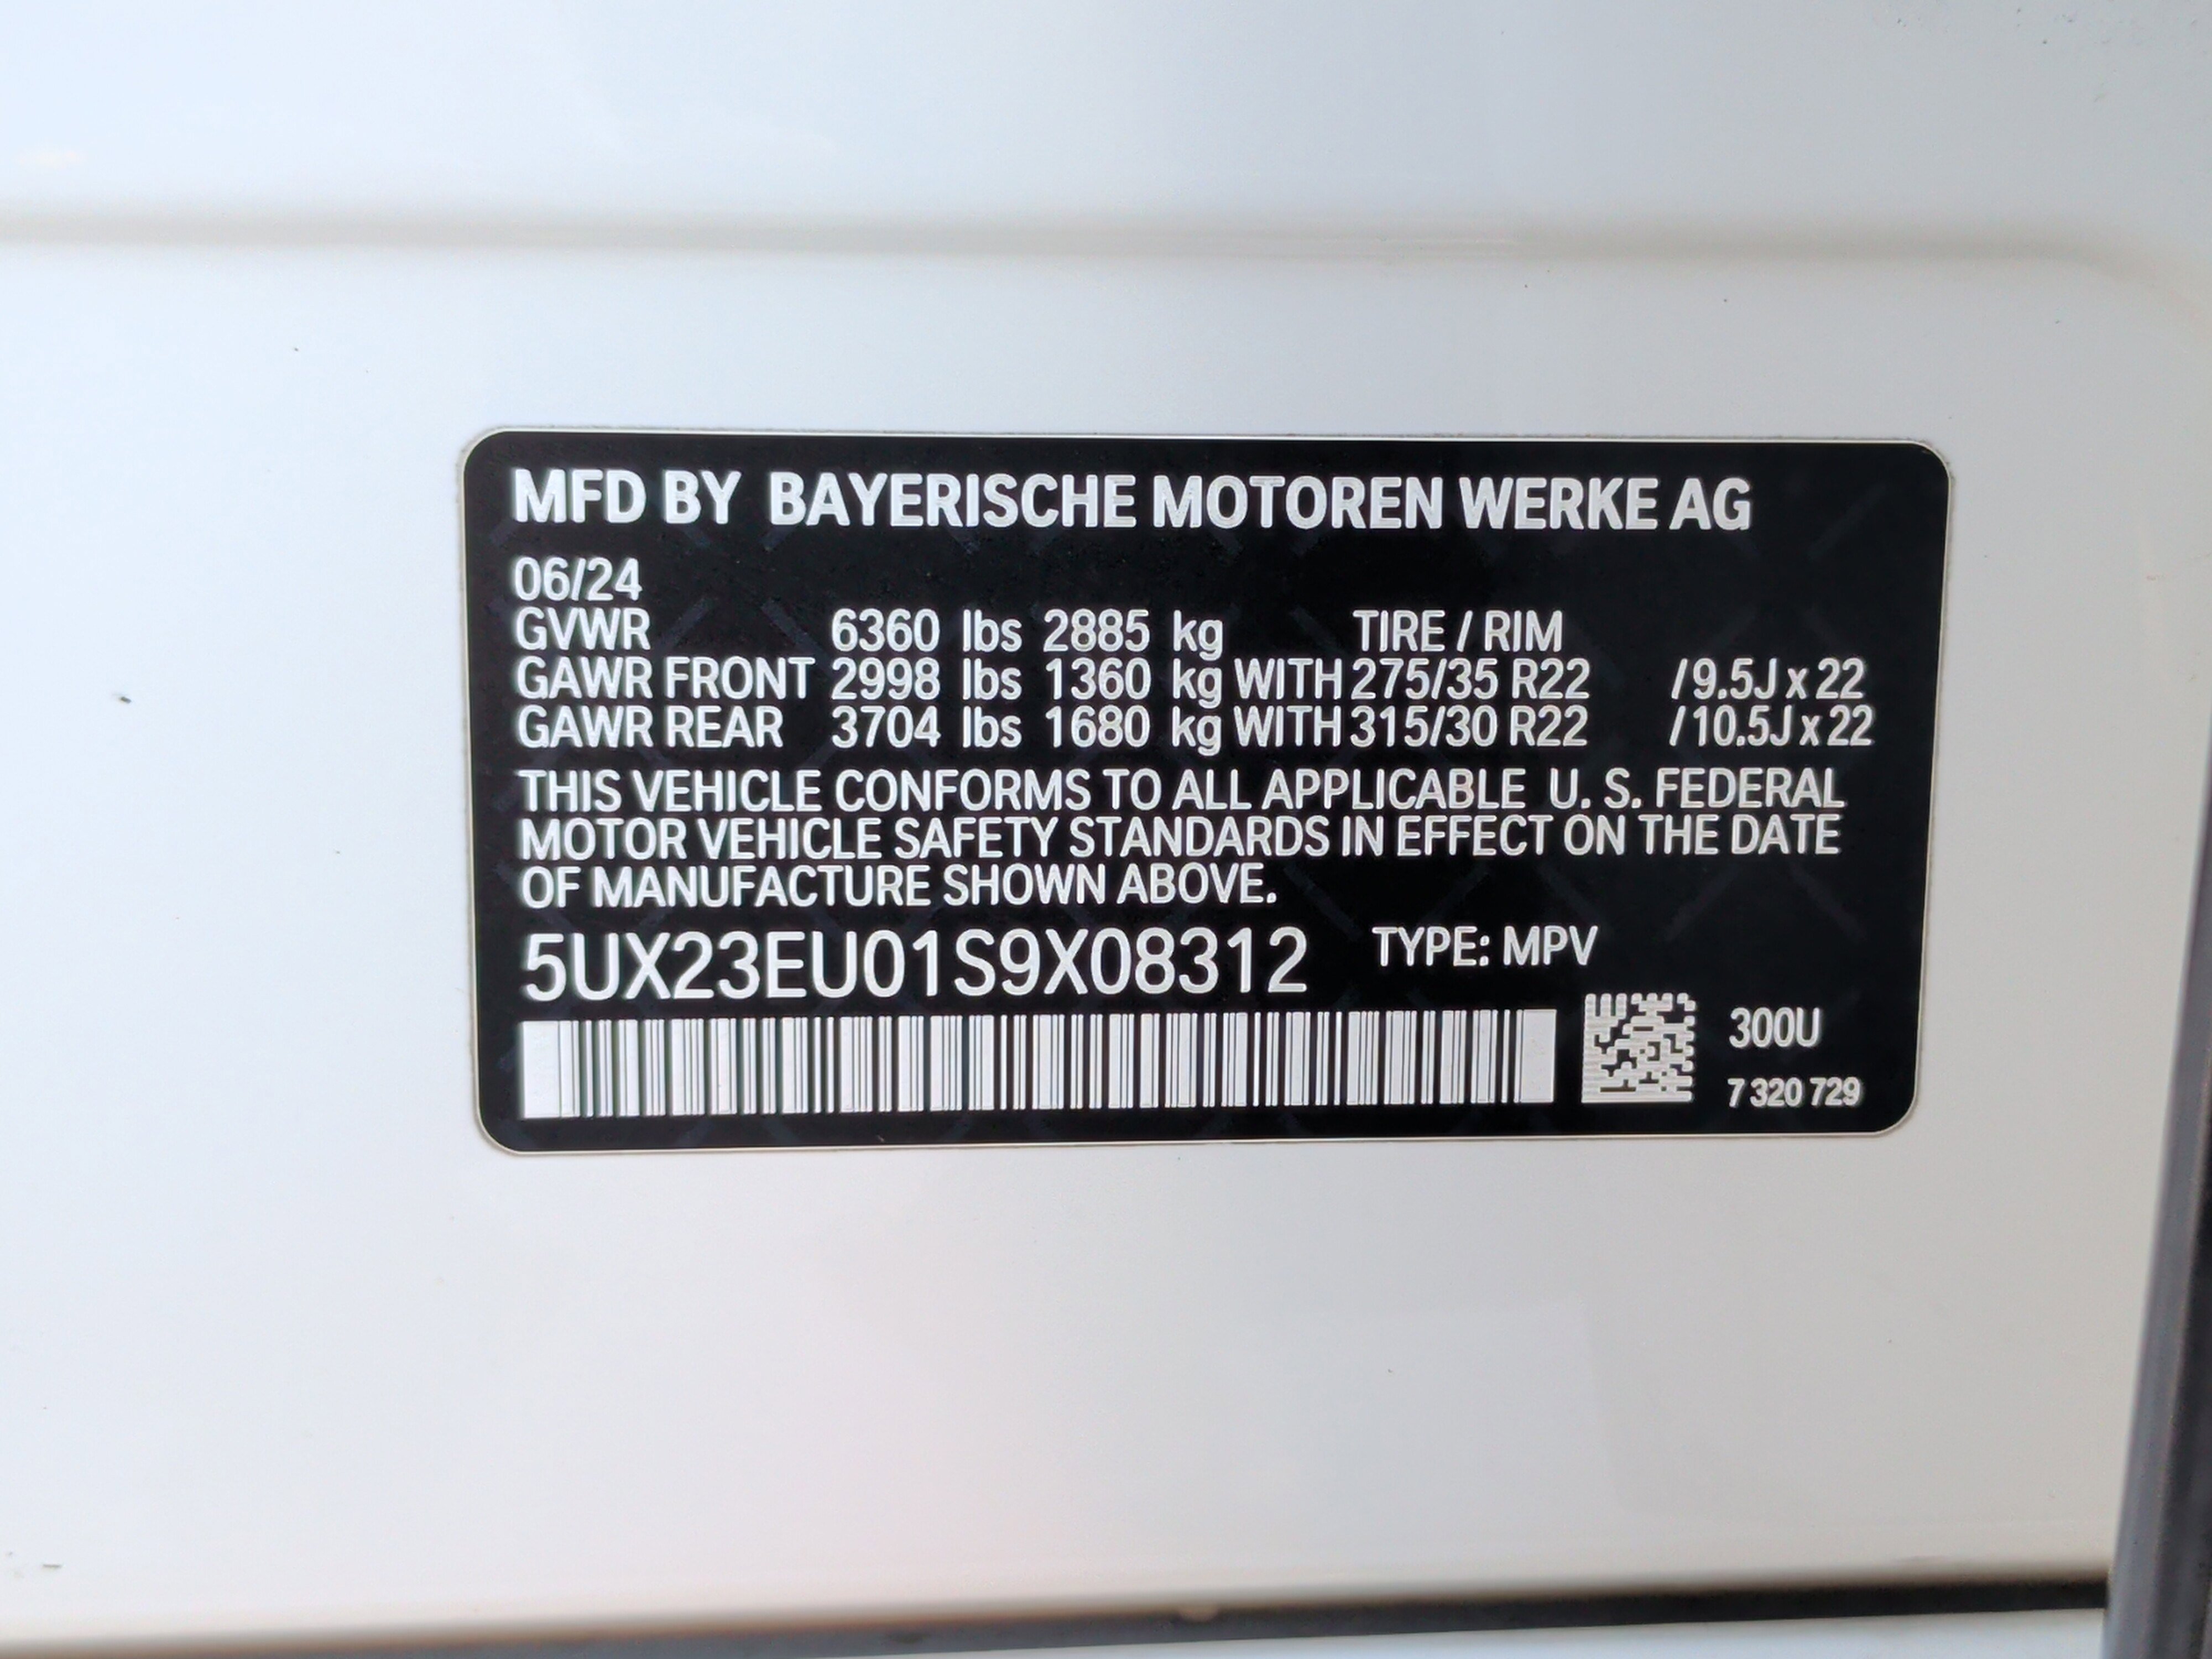 MFD BY BAYERISCHE MOTOREN WERKE AG
06/24
GVWR 6360 lbs 2885 kg TIRE / RIM
GAWR FRONT 2998 lbs 1360 kg WITH 275/35 R22 /9.5J x 22
GAWR REAR 3704 lbs 1680 kg WITH 315/30 R22 /10.5J x 22
THIS VEHICLE CONFORMS TO ALL APPLICABLE U. S. FEDERAL
MOTOR VEHICLE SAFETY STANDARDS IN EFFECT ON THE DATE
OF MANUFACTURE SHOWN ABOVE.
5UX23EU01S9X08312 TYPE: MPV
300U
7 320 729